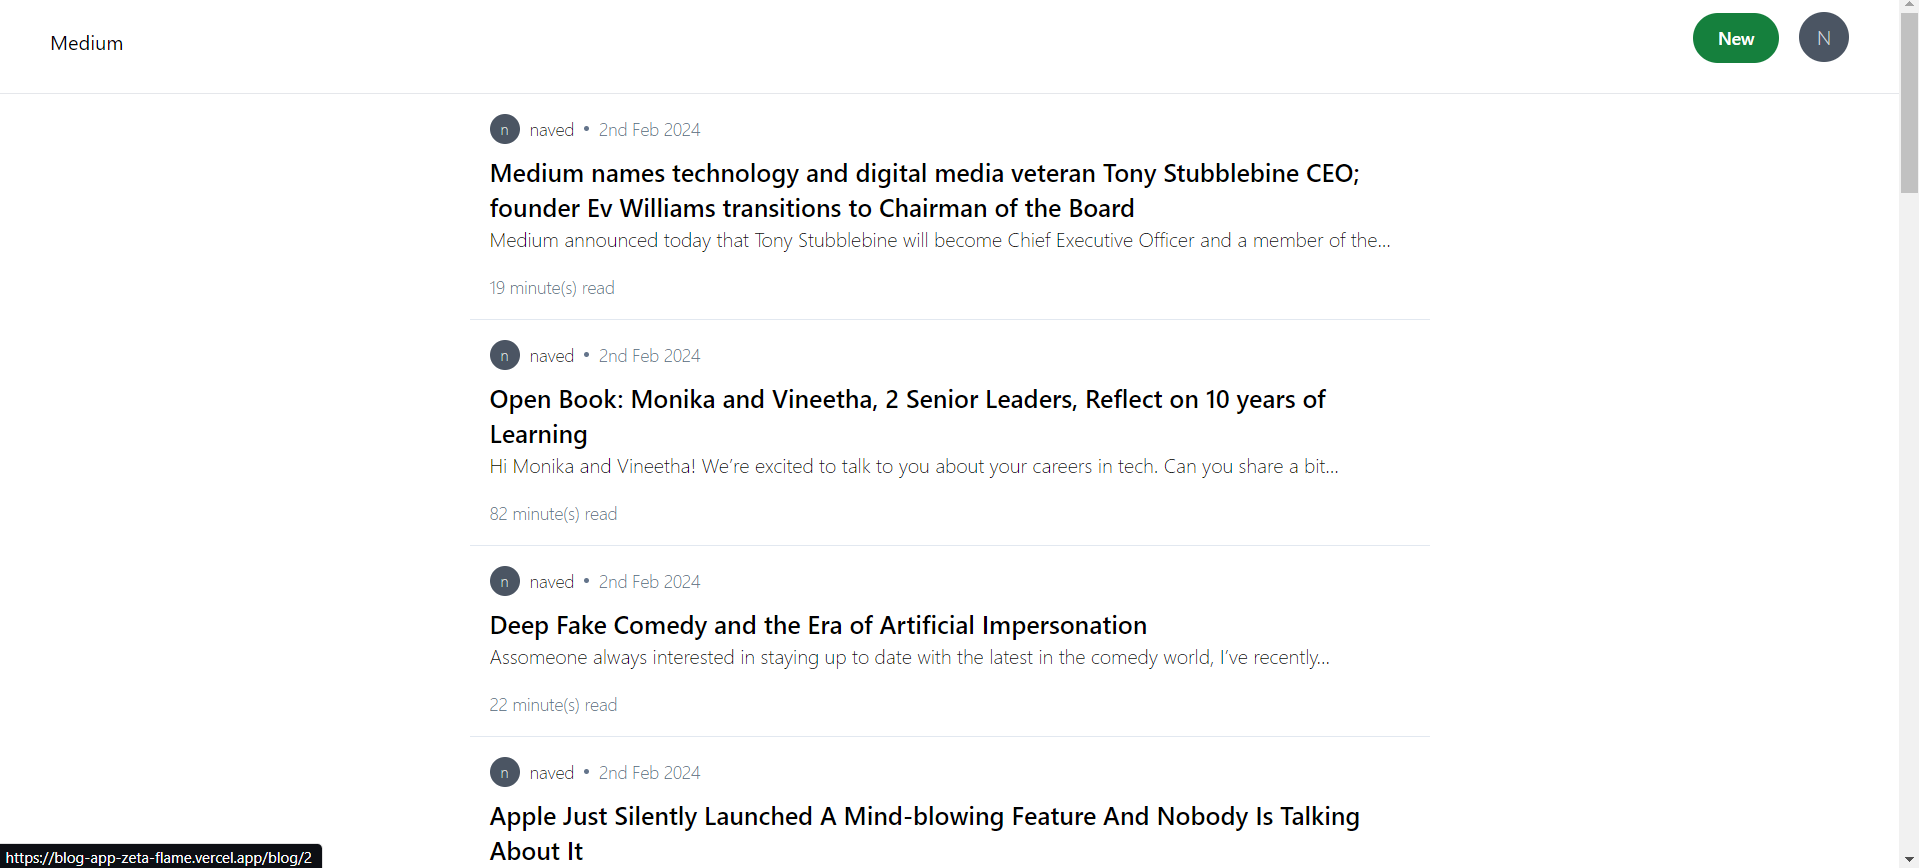 Medium
New
N
n naved • 2nd Feb 2024
Medium names technology and digital media veteran Tony Stubblebine CEO;
founder Ev Williams transitions to Chairman of the Board
Medium announced today that Tony Stubblebine will become Chief Executive Officer and a member of the...
19 minute(s) read
n naved • 2nd Feb 2024
Open Book: Monika and Vineetha, 2 Senior Leaders, Reflect on 10 years of
Learning
Hi Monika and Vineetha! We’re excited to talk to you about your careers in tech. Can you share a bit...
82 minute(s) read
n naved • 2nd Feb 2024
Deep Fake Comedy and the Era of Artificial Impersonation
Assomeone always interested in staying up to date with the latest in the comedy world, I’ve recently...
22 minute(s) read
n naved • 2nd Feb 2024
Apple Just Silently Launched A Mind-blowing Feature And Nobody Is Talking
About It
https://blog-app-zeta-flame.vercel.app/blog/2